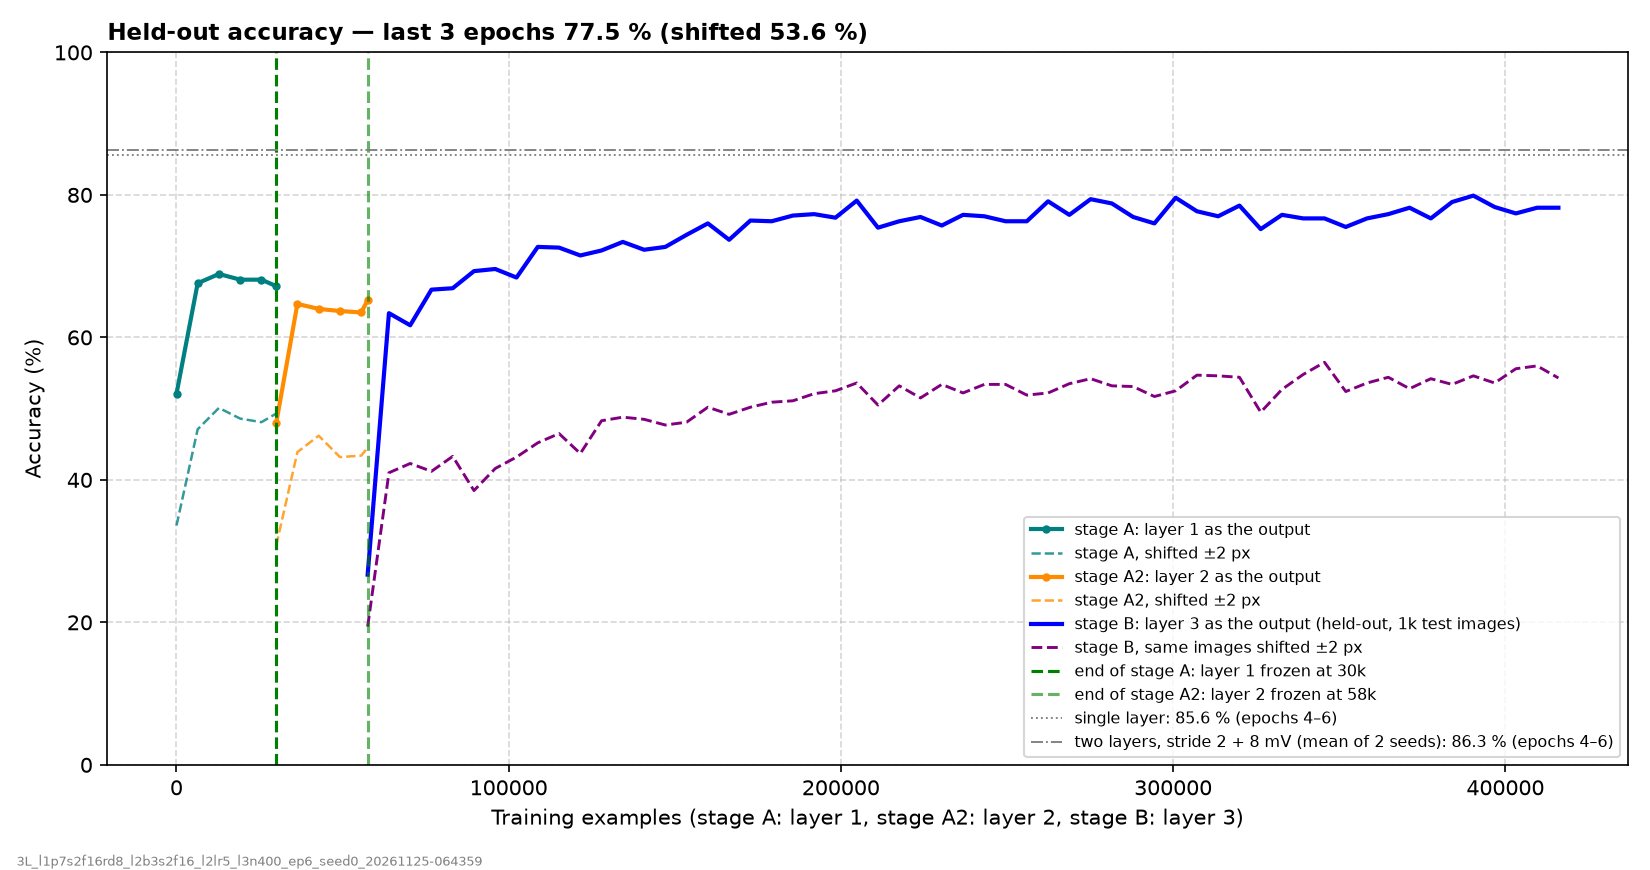 Held-out accuracy — last 3 epochs 77.5 % (shifted 53.6 %)
100
80
60
40
20
0
Accuracy (%)
0
100000
200000
300000
400000
Training examples (stage A: layer 1, stage A2: layer 2, stage B: layer 3)
stage A: layer 1 as the output
stage A, shifted ±2 px
stage A2: layer 2 as the output
stage A2, shifted ±2 px
stage B: layer 3 as the output (held-out, 1k test images)
stage B, same images shifted ±2 px
end of stage A: layer 1 frozen at 30k
end of stage A2: layer 2 frozen at 58k
single layer: 85.6 % (epochs 4–6)
two layers, stride 2 + 8 mV (mean of 2 seeds): 86.3 % (epochs 4–6)
3L_l1p7s2f16rd8_l2b3s2f16_l2lr5_l3n400_ep6_seed0_20261125-064359